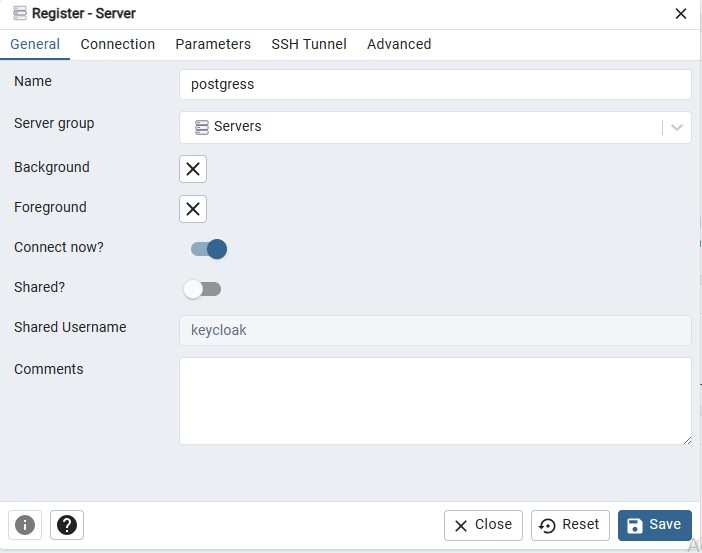 Register - Server
General Connection Parameters SSH Tunnel Advanced
Name postgress
Server group Servers
Background
Foreground
Connect now?
Shared?
Shared Username keycloak
Comments
Close Reset Save